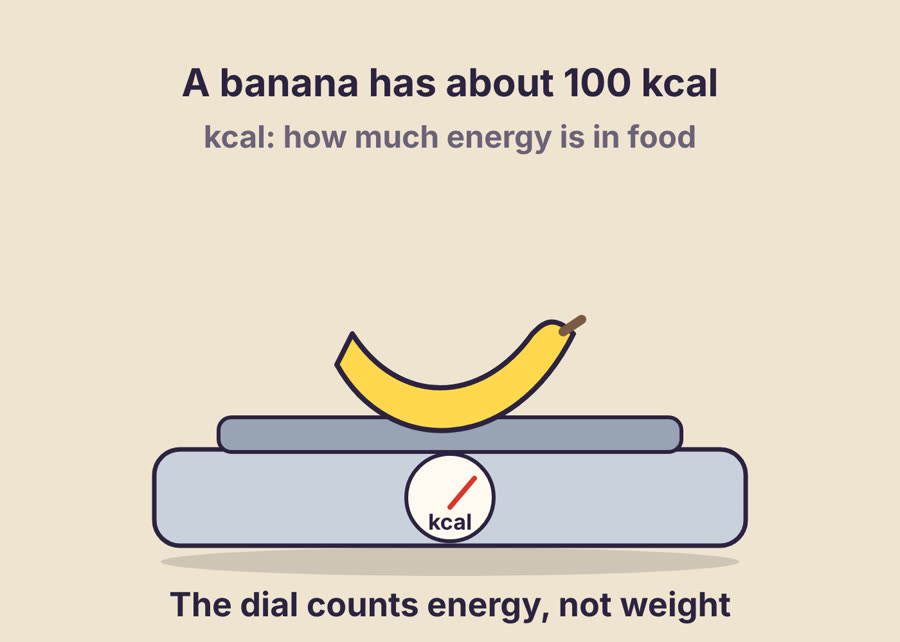 A banana has about 100 kcal
kcal: how much energy is in food
kcal
The dial counts energy, not weight